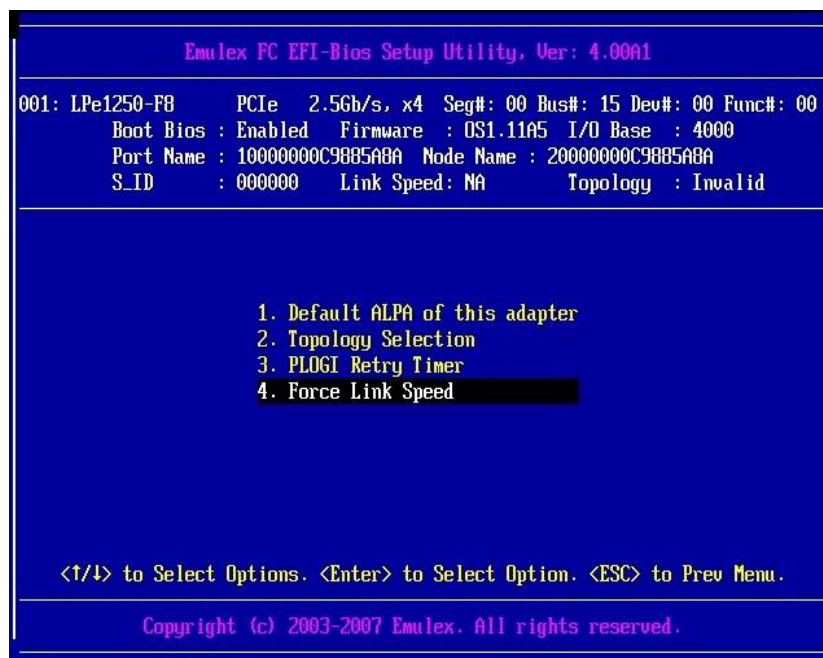 Emulex FC EFI-Bios Setup Utility, Ver: 4.00A1
001: LPe1250-F8 PCIe 2.5Gb/s, x4 Seg#: 00 Bus#: 15 Dev#: 00 Func#: 00
Boot Bios : Enabled Firmware : OS1.11A5 I/O Base : 4000
Port Name : 10000000C9885A8A Node Name : 20000000C9885A8A
S_ID : 000000 Link Speed: NA Topology : Invalid
1. Default ALPA of this adapter
2. Topology Selection
3. PLOGI Retry Timer
4. Force Link Speed
<↑/↓> to Select Options. <Enter> to Select Option. <ESC> to Prev Menu.
Copyright (c) 2003-2007 Emulex. All rights reserved.